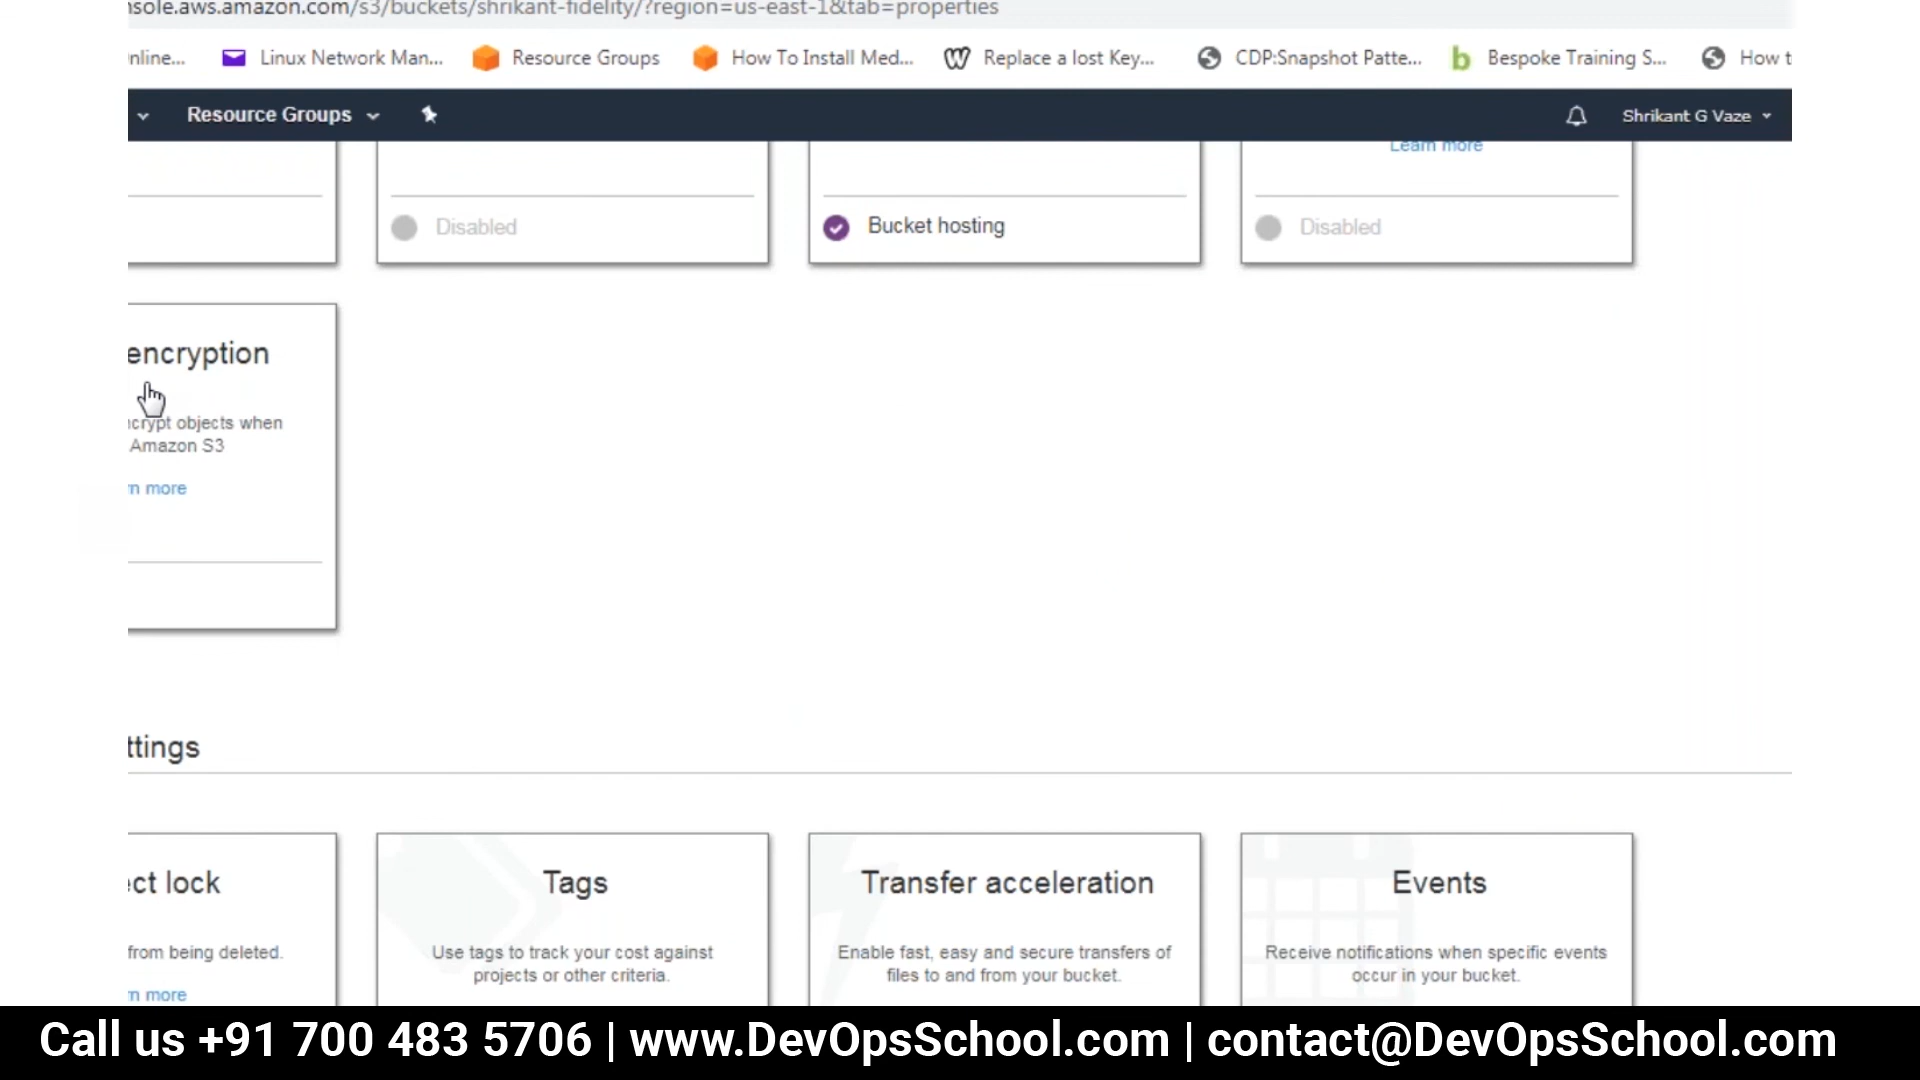 nsole.aws.amazon.com/s3/buckets/shrikant-fidelity/?region=us-east-1&tab=properties
nline... Linux Network Man... Resource Groups How To Install Med... Replace a lost Key... CDP:Snapshot Patte... Bespoke Training S... How t
Resource Groups Shrikant G Vaze
Learn more
Disabled Bucket hosting Disabled
encryption
ncrypt objects when
Amazon S3
rn more
ttings
ect lock Tags Transfer acceleration Events
from being deleted. Use tags to track your cost against Enable fast, easy and secure transfers of Receive notifications when specific events
projects or other criteria. files to and from your bucket. occur in your bucket.
rn more
Call us +91 700 483 5706 | www.DevOpsSchool.com | contact@DevOpsSchool.com